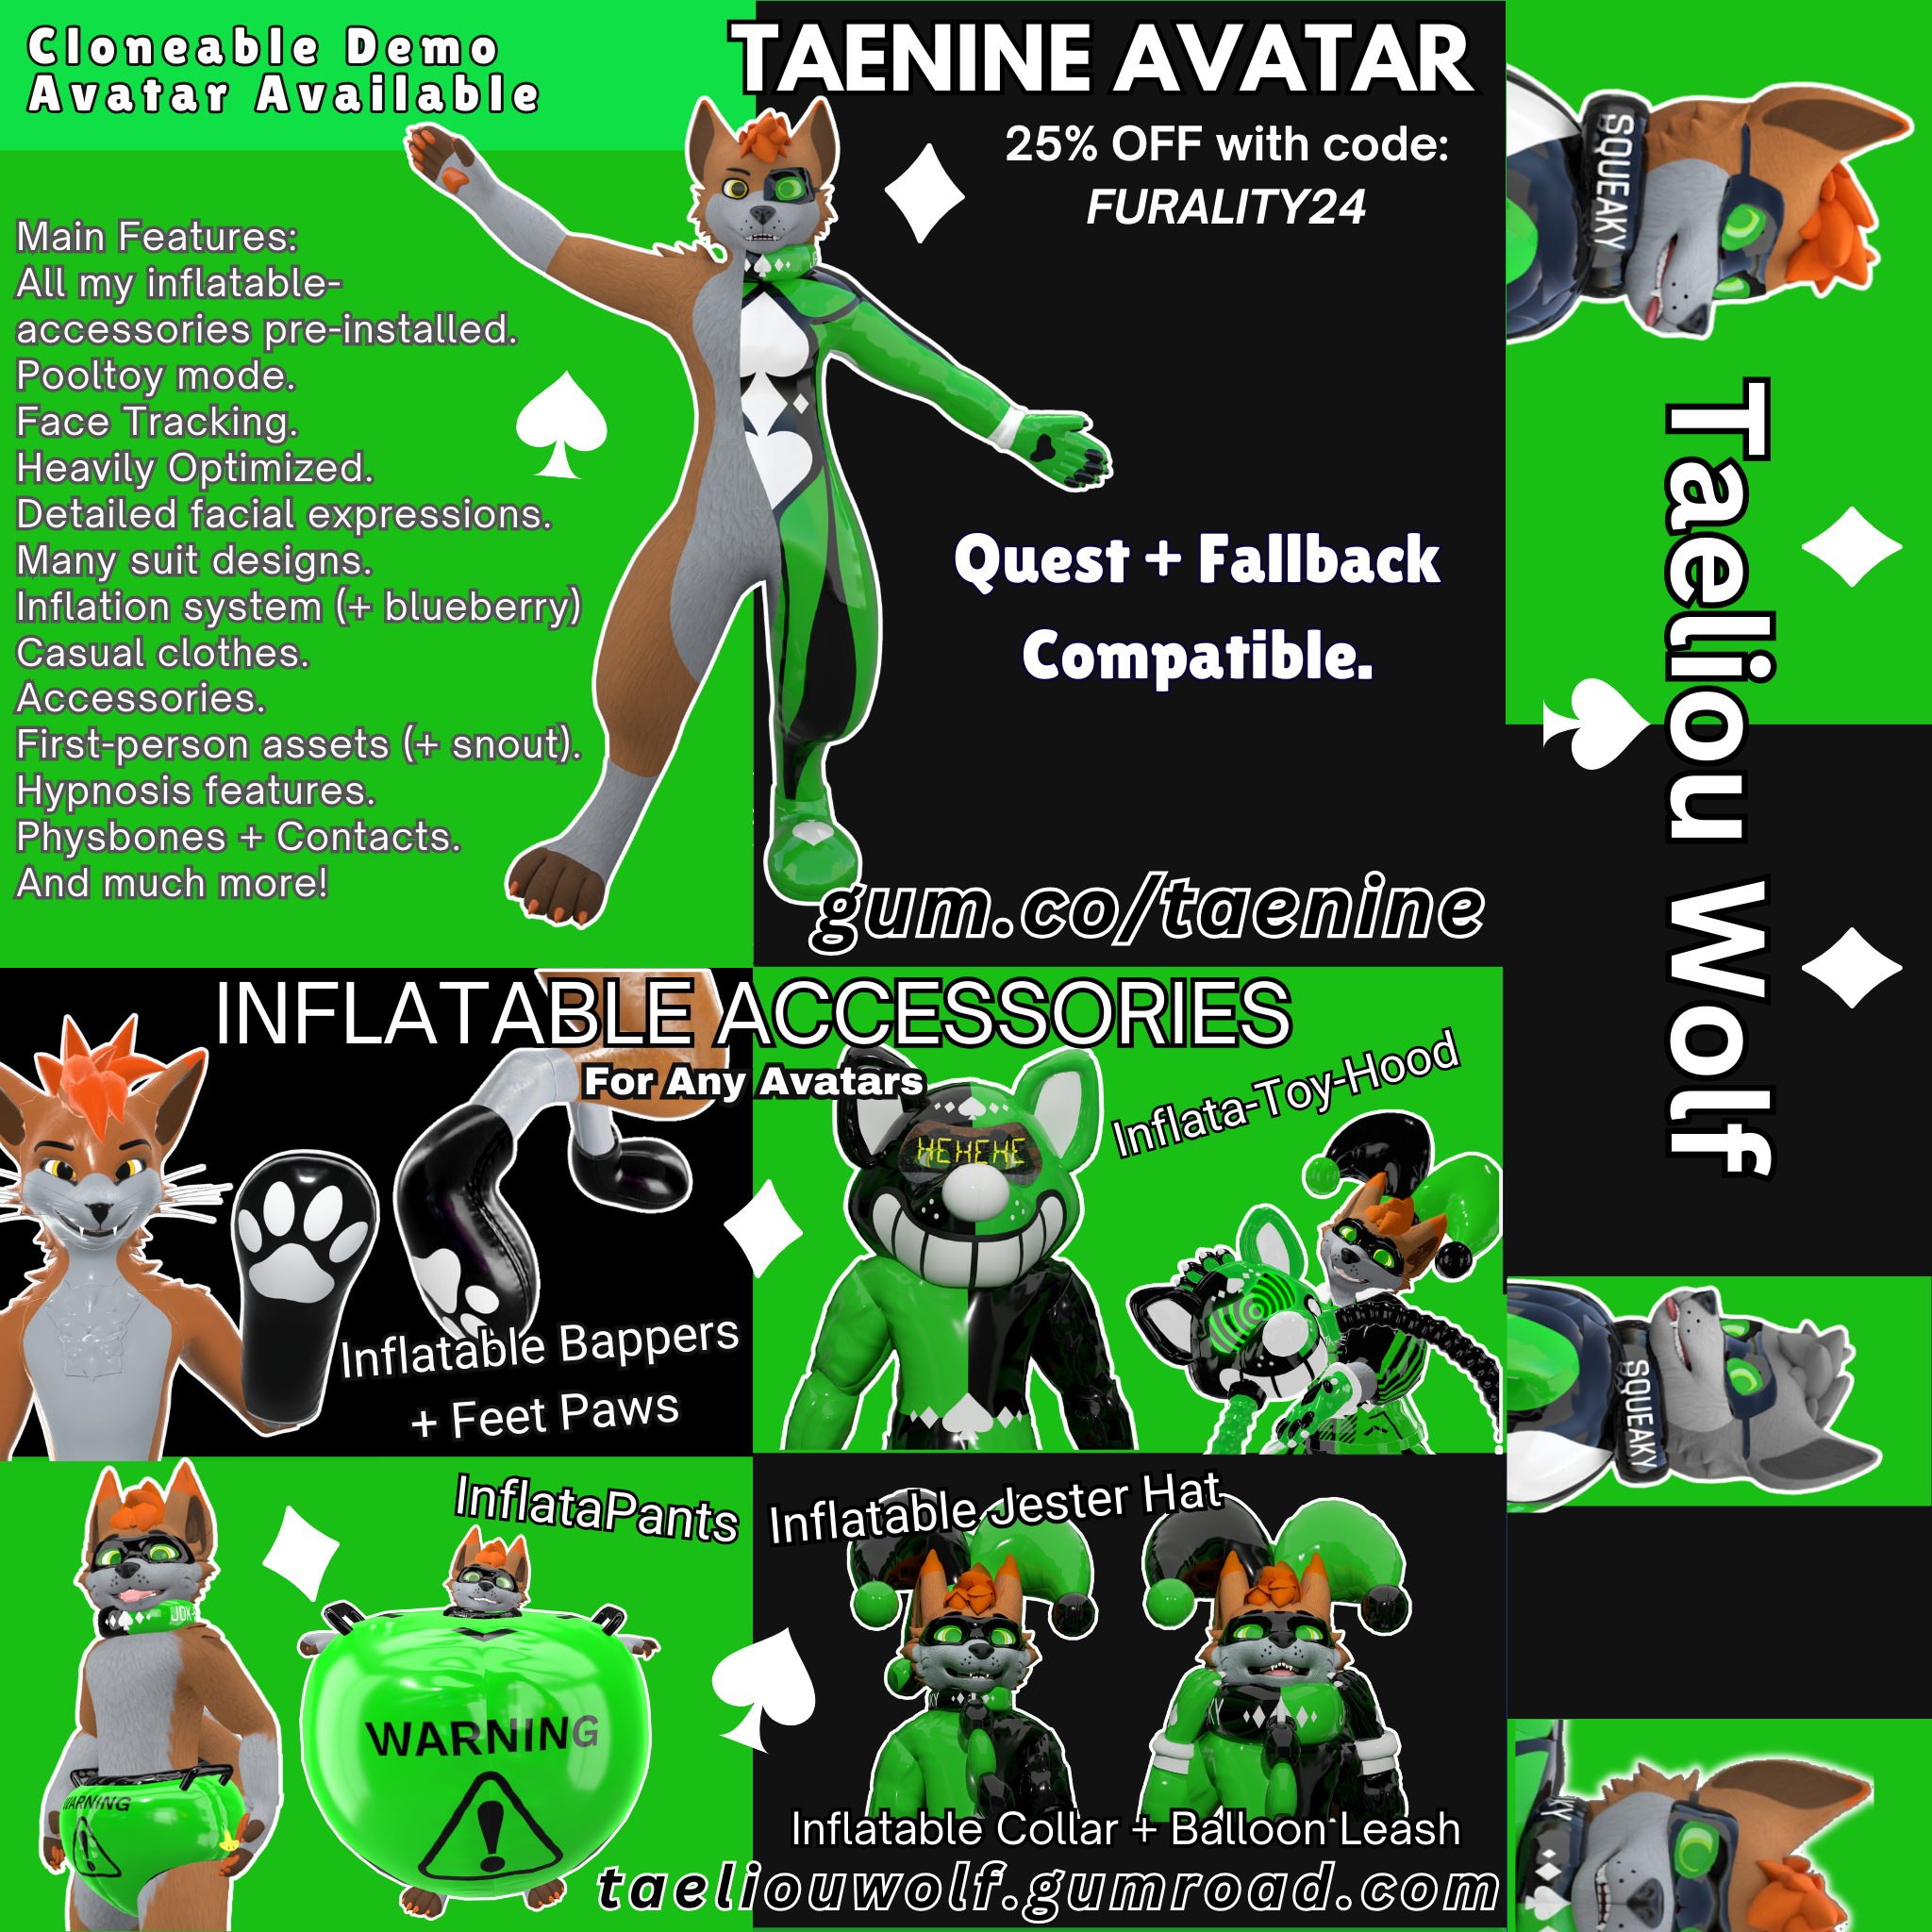 Cloneable Demo
Avatar Available
TAENINE AVATAR
25% OFF with code:
FURALITY24
Main Features:
All my inflatable-
accessories pre-installed.
Pooltoy mode.
Face Tracking.
Heavily Optimized.
Detailed facial expressions.
Many suit designs.
Inflation system (+ blueberry)
Casual clothes.
Accessories.
First-person assets (+ snout).
Hypnosis features.
Physbones + Contacts.
And much more!
Quest + Fallback
Compatible.
gum.co/taenine
SQUEAKY
Taeliou Wolf
SQUEAKY
INFLATABLE ACCESSORIES
For Any Avatars
Inflatable Bappers
+ Feet Paws
HEHEHE
Inflata-Toy-Hood
InflataPants
WARNING
WARNING
Inflatable Jester Hat
Inflatable Collar + Balloon Leash
taeliouwolf.gumroad.com